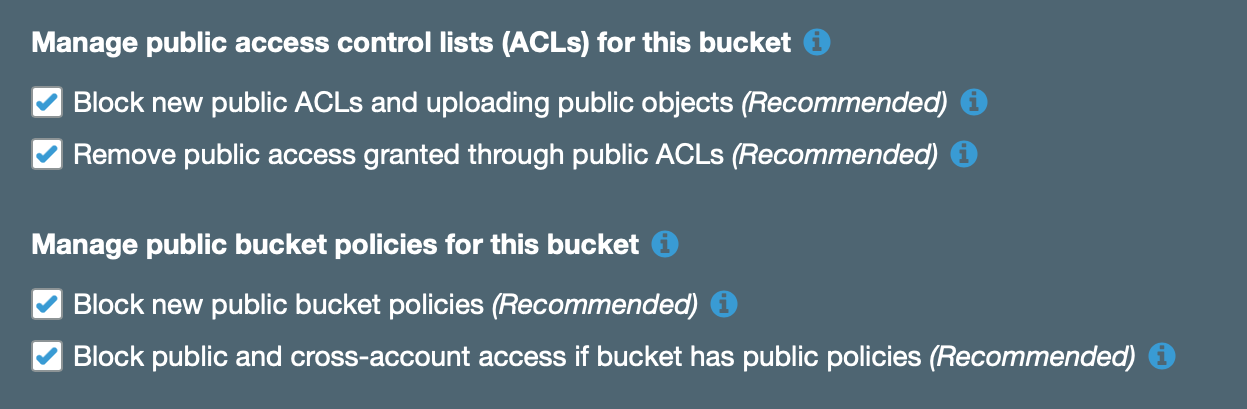 Manage public access control lists (ACLs) for this bucket
Block new public ACLs and uploading public objects (Recommended)
Remove public access granted through public ACLs (Recommended)
Manage public bucket policies for this bucket
Block new public bucket policies (Recommended)
Block public and cross-account access if bucket has public policies (Recommended)